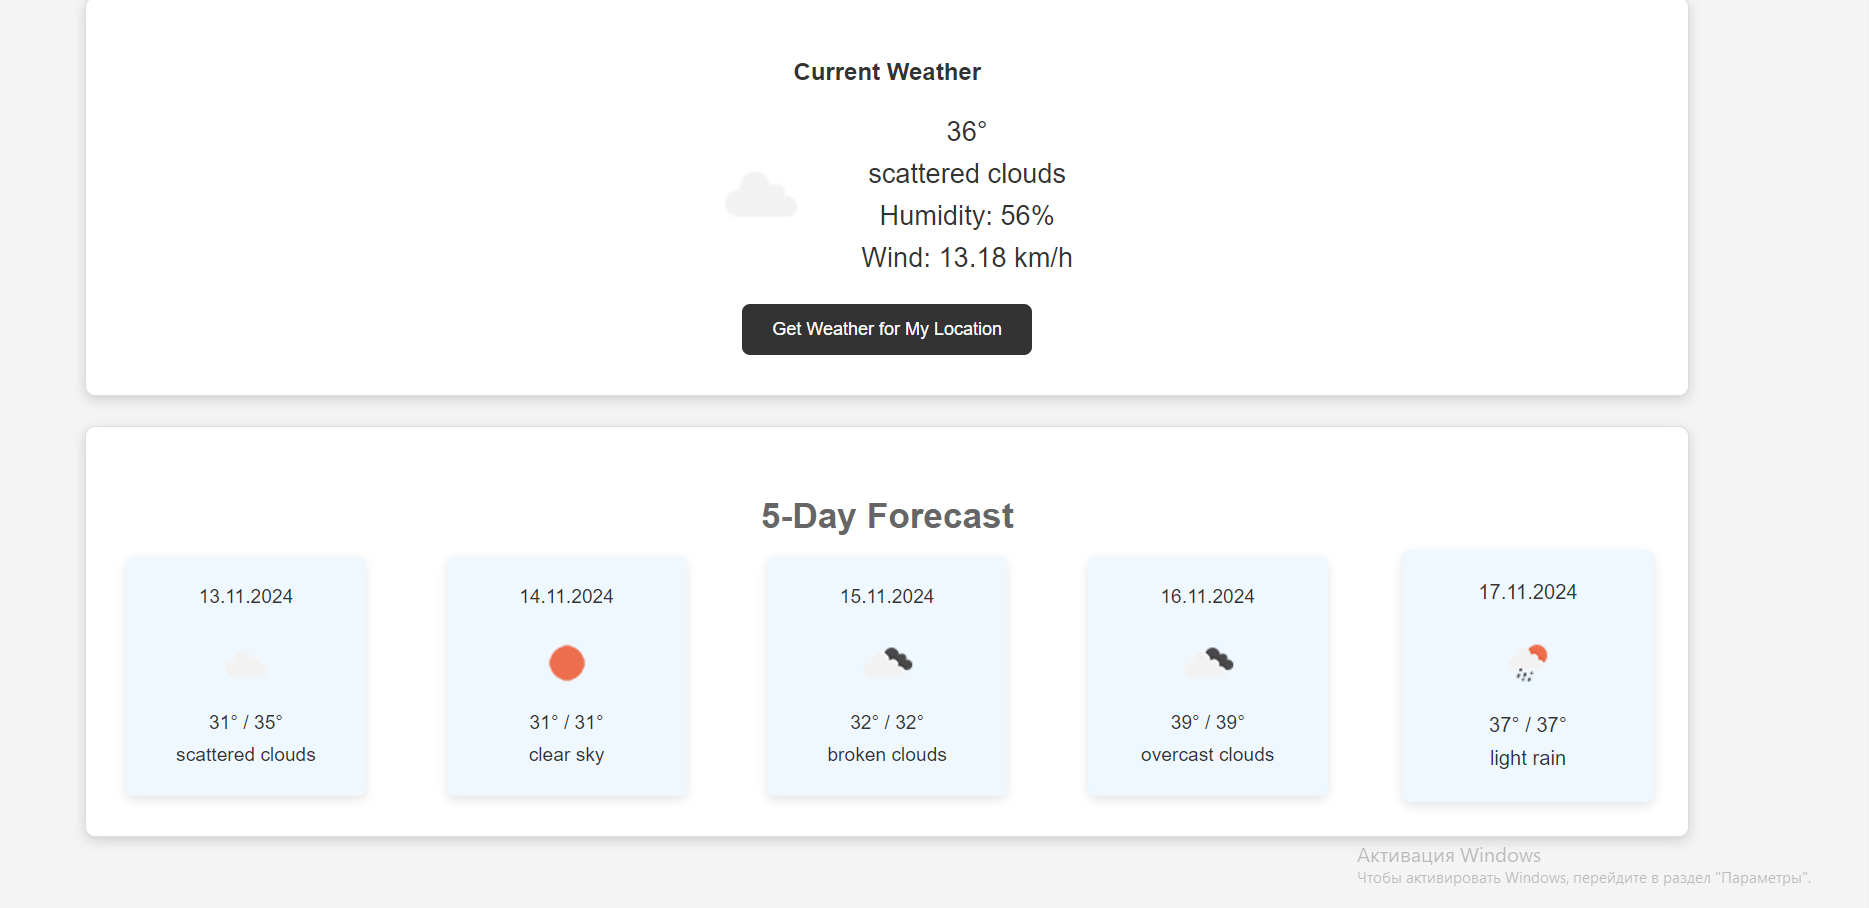 Current Weather
36°
scattered clouds
Humidity: 56%
Wind: 13.18 km/h
Get Weather for My Location
5-Day Forecast
13.11.2024
31° / 35°
scattered clouds
14.11.2024
31° / 31°
clear sky
15.11.2024
32° / 32°
broken clouds
16.11.2024
39° / 39°
overcast clouds
17.11.2024
37° / 37°
light rain
Активация Windows
Чтобы активировать Windows, перейдите в раздел "Параметры".